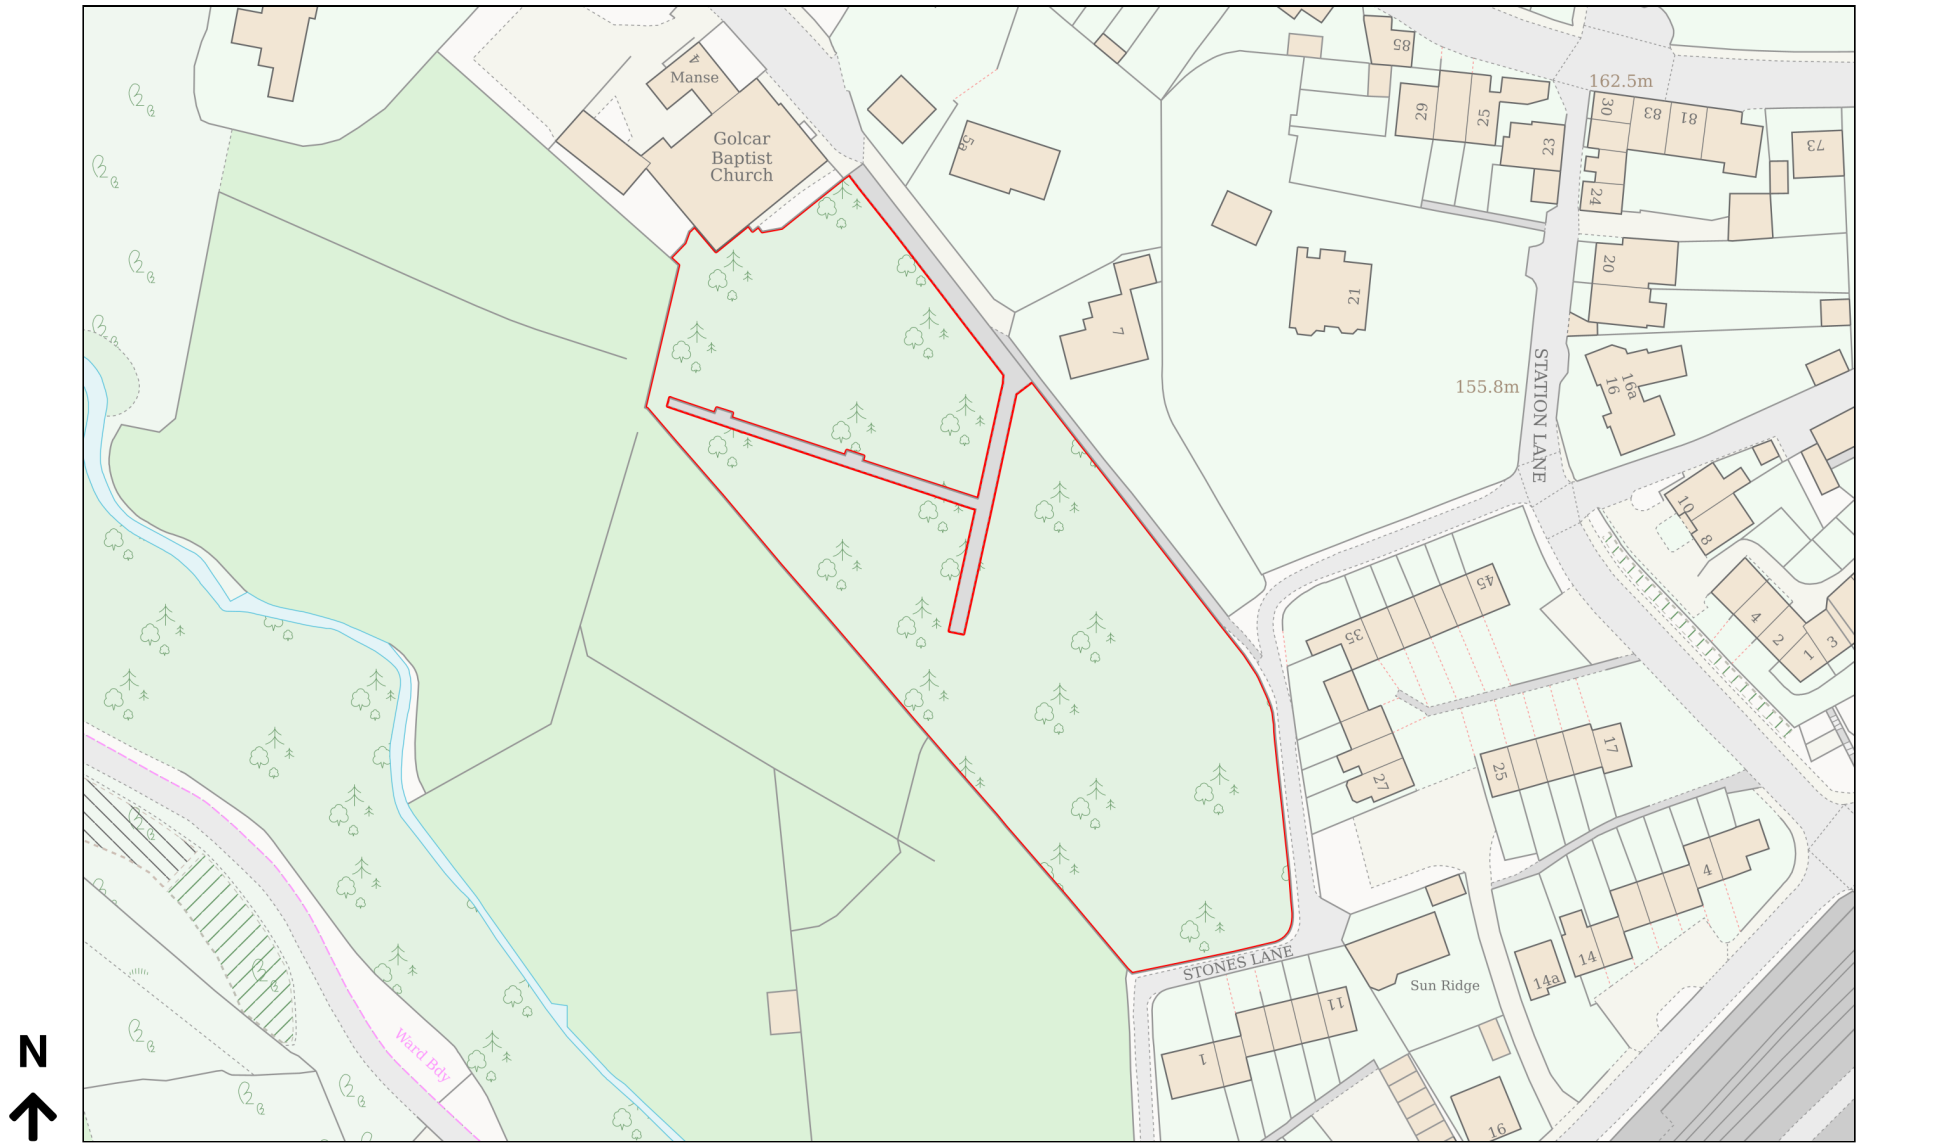 4
Manse
Golcar
Baptist
Church
5a
85
29
25
23
162.5m
30
83
81
73
24
20
21
7
155.8m
STATION LANE
16
16a
10
8
4
2
1
3
45
35
27
25
17
4
14
14a
STONES LANE
Sun Ridge
11
1
16
Ward Bdy
N